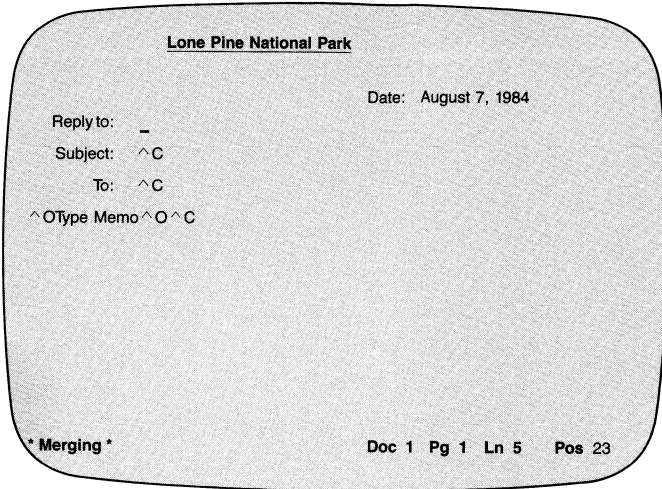 Lone Pine National Park
Date: August 7, 1984
Reply to: _
Subject: ^C
To: ^C
^OType Memo^O^C
* Merging * Doc 1 Pg 1 Ln 5 Pos 23